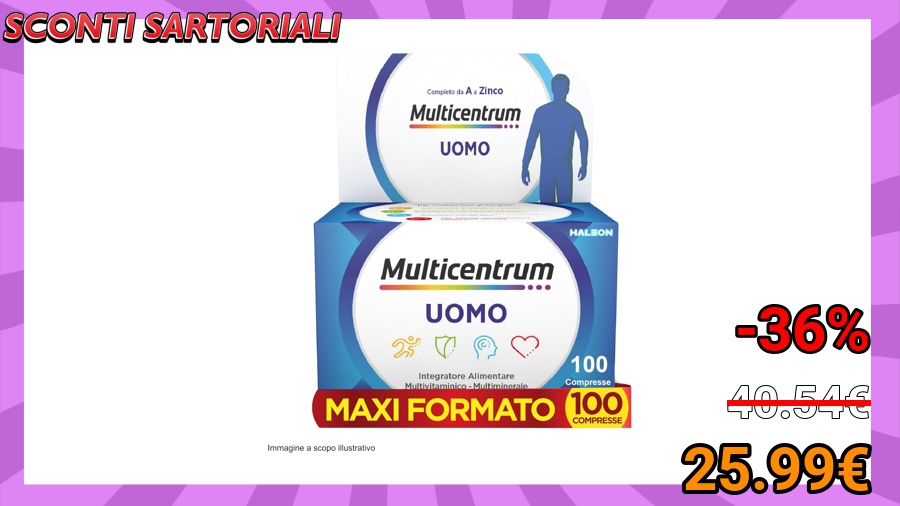 SCONTI SARTORIALI
Completo da A a Zinco
Multicentrum
UOMO
HALEON
Multicentrum
UOMO
100
Compresse
Integratore Alimentare
Multivitaminico - Multiminerale
MAXI FORMATO 100
COMPRESSE
Immagine a scopo illustrativo
-36%
40.54€
25.99€